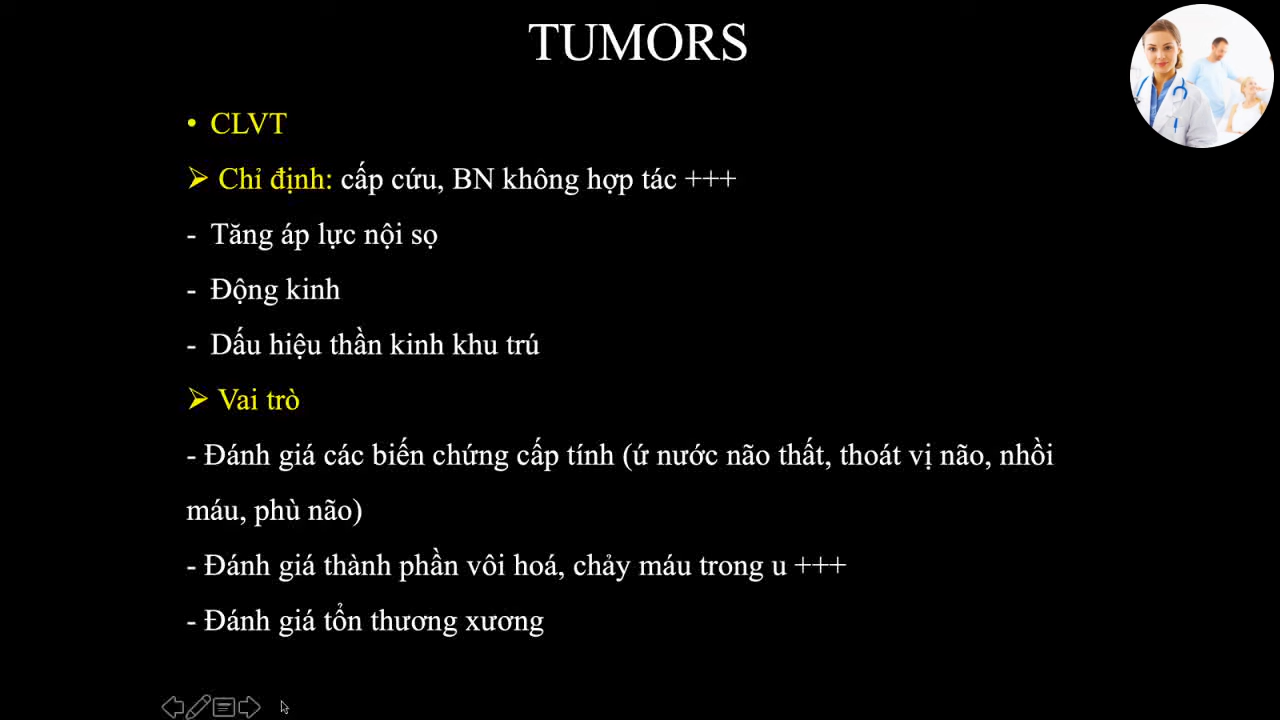 TUMORS
• CLVT
➢ Chỉ định: cấp cứu, BN không hợp tác +++
- Tăng áp lực nội sọ
- Động kinh
- Dấu hiệu thần kinh khu trú
➢ Vai trò
- Đánh giá các biến chứng cấp tính (ứ nước não thất, thoát vị não, nhồi
máu, phù não)
- Đánh giá thành phần vôi hoá, chảy máu trong u +++
- Đánh giá tổn thương xương